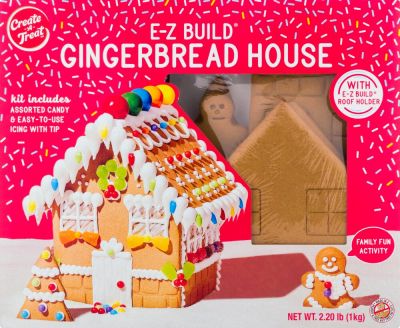 Create
A
Treat
E-Z BUILD™
GINGERBREAD HOUSE
kit includes
ASSORTED CANDY
& EASY-TO-USE
ICING WITH TIP
WITH
E-Z BUILD®
ROOF HOLDER
FAMILY FUN
ACTIVITY
NET WT. 2.20 lb (1kg)